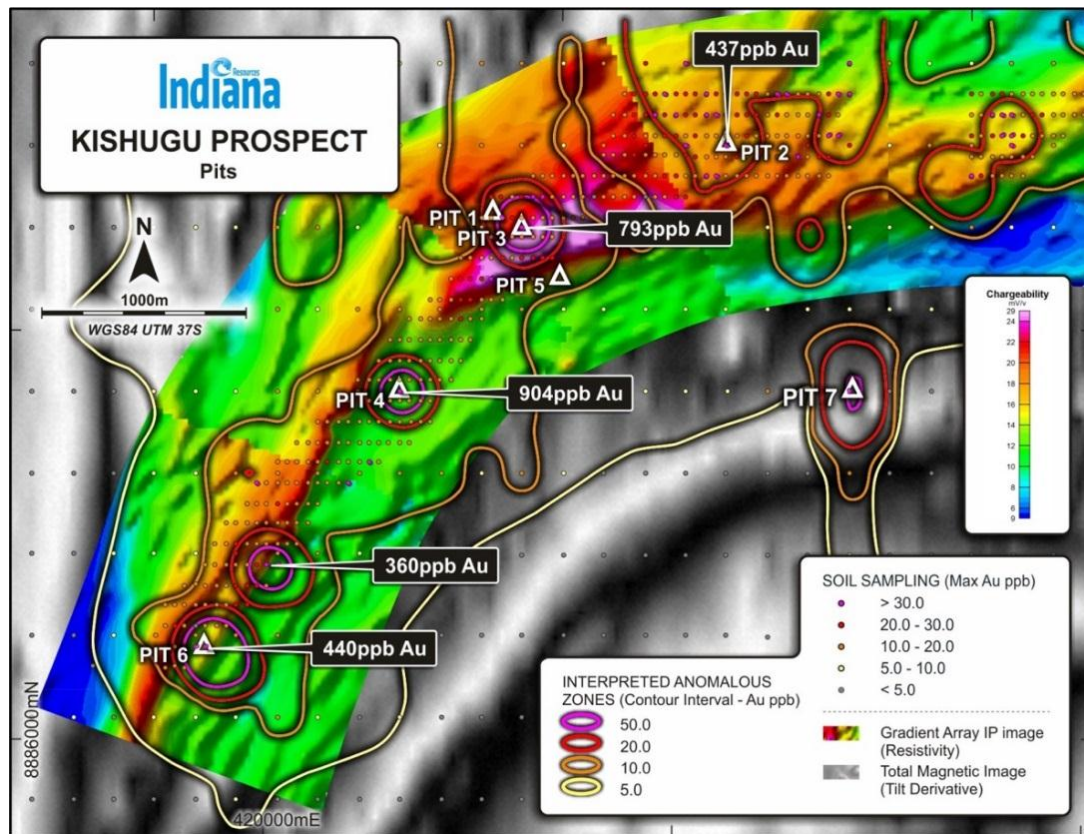 Indiana
Resources
KISHUGU PROSPECT
Pits
N
1000m
WGS84 UTM 37S
437ppb Au
PIT 2
PIT 1
PIT 3
793ppb Au
PIT 5
PIT 4
904ppb Au
PIT 7
360ppb Au
PIT 6
440ppb Au
8886000mN
420000mE
Chargeability
mV/v
29
24
22
20
18
16
14
12
10
9
6
5
INTERPRETED ANOMALOUS
ZONES (Contour Interval - Au ppb)
50.0
20.0
10.0
5.0
SOIL SAMPLING (Max Au ppb)
> 30.0
20.0 - 30.0
10.0 - 20.0
5.0 - 10.0
< 5.0
Gradient Array IP image
(Resistivity)
Total Magnetic Image
(Tilt Derivative)